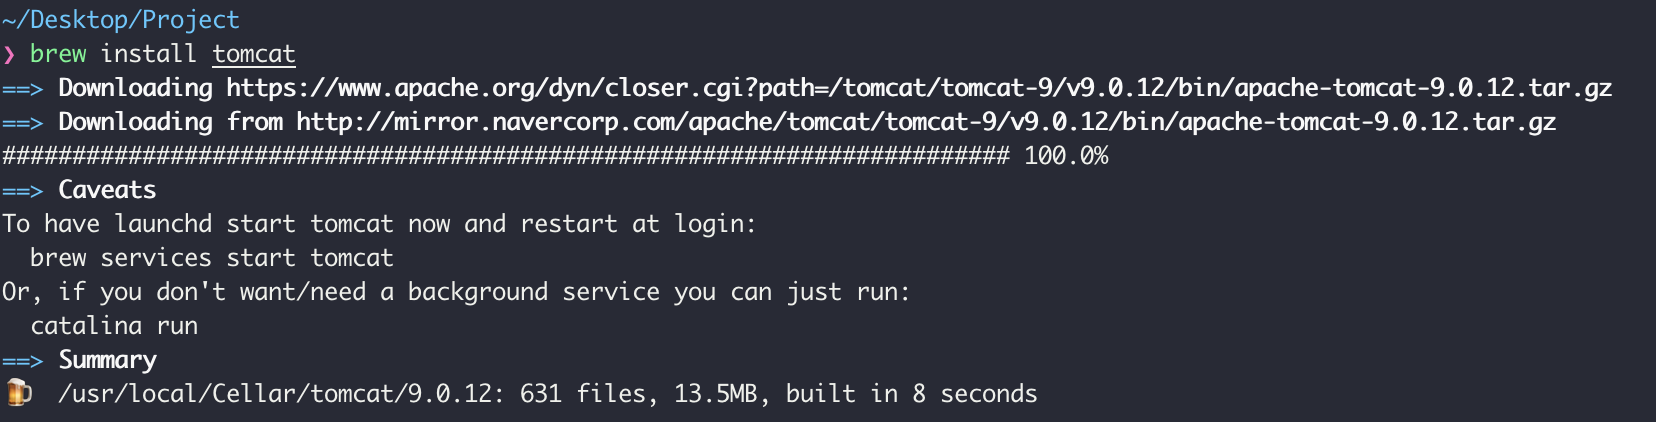 ~/Desktop/Project
❯ brew install tomcat
==> Downloading https://www.apache.org/dyn/closer.cgi?path=/tomcat/tomcat-9/v9.0.12/bin/apache-tomcat-9.0.12.tar.gz
==> Downloading from http://mirror.navercorp.com/apache/tomcat/tomcat-9/v9.0.12/bin/apache-tomcat-9.0.12.tar.gz
######################################################################## 100.0%
==> Caveats
To have launchd start tomcat now and restart at login:
  brew services start tomcat
Or, if you don't want/need a background service you can just run:
  catalina run
==> Summary
🍺  /usr/local/Cellar/tomcat/9.0.12: 631 files, 13.5MB, built in 8 seconds